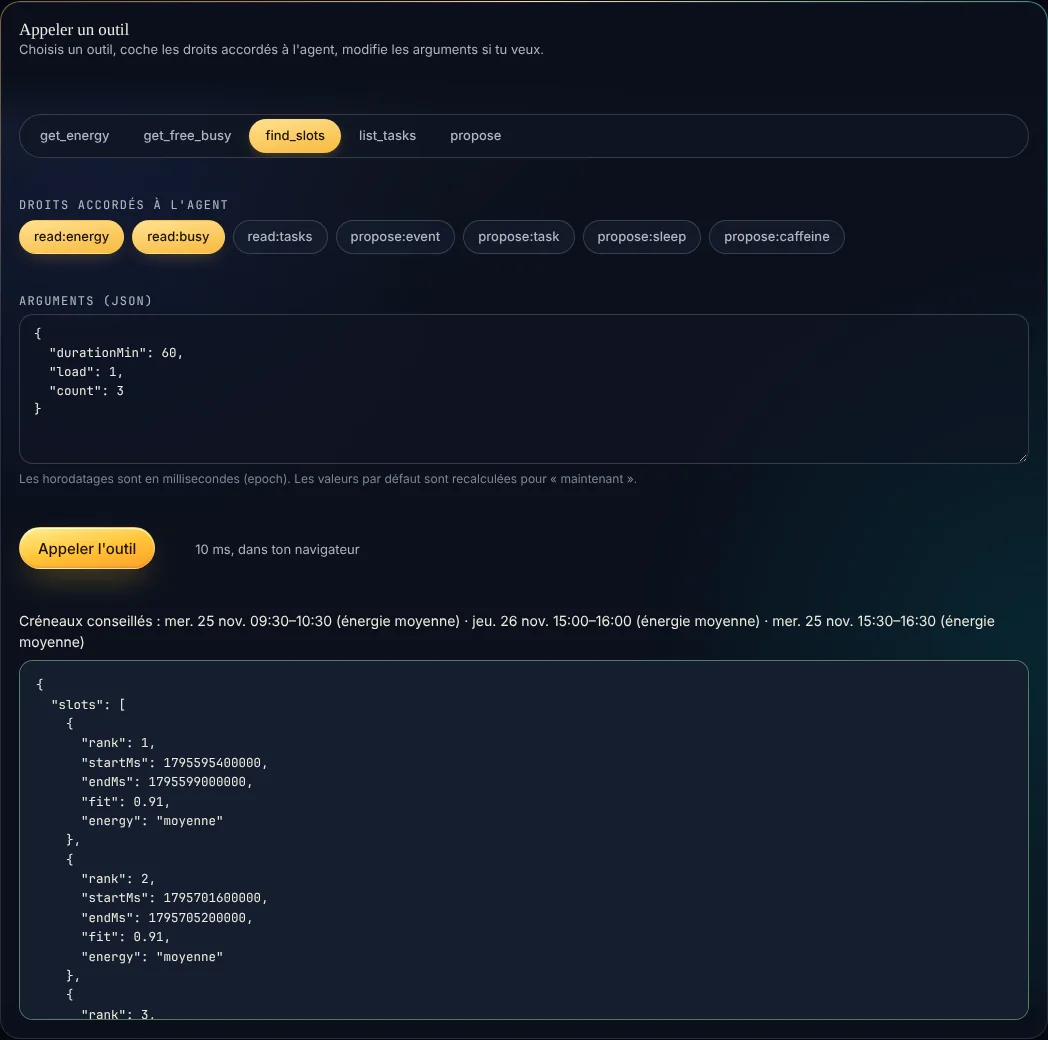 Appeler un outil
Choisis un outil, coche les droits accordés à l'agent, modifie les arguments si tu veux.
get_energy get_free_busy find_slots list_tasks propose
DROITS ACCORDÉS À L'AGENT
read:energy read:busy read:tasks propose:event propose:task propose:sleep propose:caffeine
ARGUMENTS (JSON)
{
  "durationMin": 60,
  "load": 1,
  "count": 3
}
Les horodatages sont en millisecondes (epoch). Les valeurs par défaut sont recalculées pour « maintenant ».
Appeler l'outil 10 ms, dans ton navigateur
Créneaux conseillés : mer. 25 nov. 09:30–10:30 (énergie moyenne) · jeu. 26 nov. 15:00–16:00 (énergie moyenne) · mer. 25 nov. 15:30–16:30 (énergie
moyenne)
{
  "slots": [
    {
      "rank": 1,
      "startMs": 1795595400000,
      "endMs": 1795599000000,
      "fit": 0.91,
      "energy": "moyenne"
    },
    {
      "rank": 2,
      "startMs": 1795701600000,
      "endMs": 1795705200000,
      "fit": 0.91,
      "energy": "moyenne"
    },
    {
      "rank": 3,